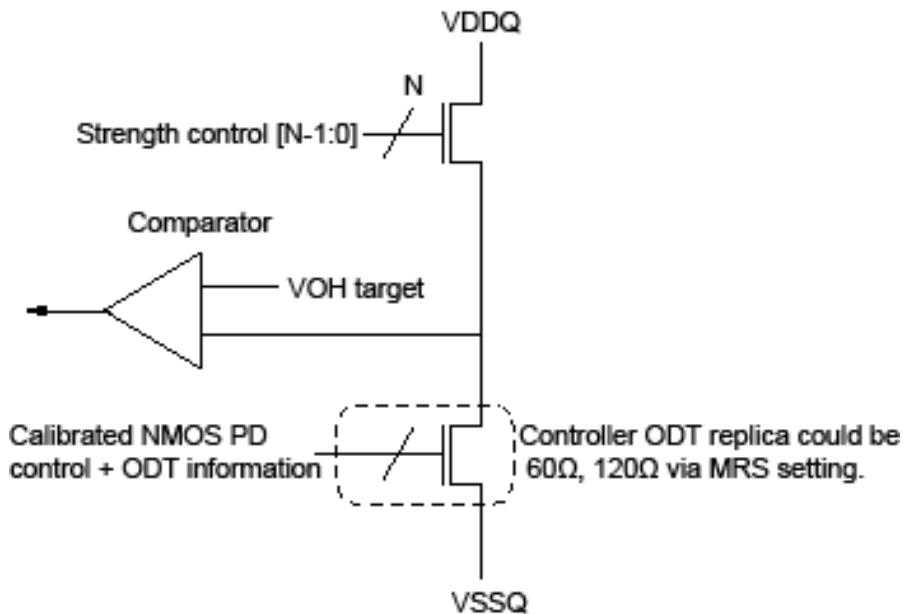 VDDQ
N
Strength control [N-1:0]
Comparator
VOH target
Calibrated NMOS PD
control + ODT information
Controller ODT replica could be
60Ω, 120Ω via MRS setting.
VSSQ